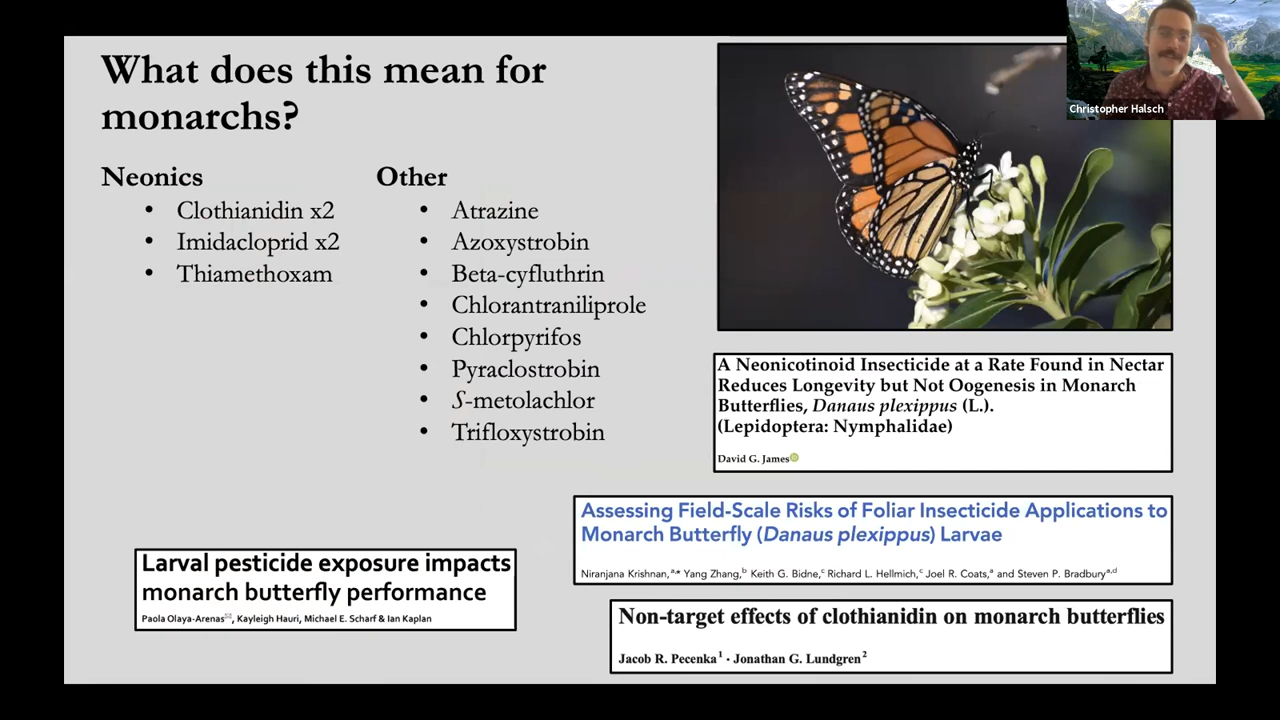 What does this mean for
monarchs?
Neonics
• Clothianidin x2
• Imidacloprid x2
• Thiamethoxam
Other
• Atrazine
• Azoxystrobin
• Beta-cyfluthrin
• Chlorantraniliprole
• Chlorpyrifos
• Pyraclostrobin
• S-metolachlor
• Trifloxystrobin
Christopher Halsch
A Neonicotinoid Insecticide at a Rate Found in Nectar
Reduces Longevity but Not Oogenesis in Monarch
Butterflies, Danaus plexippus (L.).
(Lepidoptera: Nymphalidae)
David G. James
Assessing Field-Scale Risks of Foliar Insecticide Applications to
Monarch Butterfly (Danaus plexippus) Larvae
Niranjana Krishnan,a,* Yang Zhang,b Keith G. Bidne,c Richard L. Hellmich,c Joel R. Coats,a and Steven P. Bradburya,d
Larval pesticide exposure impacts
monarch butterfly performance
Paola Olaya-Arenas, Kayleigh Hauri, Michael E. Scharf & Ian Kaplan
Non-target effects of clothianidin on monarch butterflies
Jacob R. Pecenka1 · Jonathan G. Lundgren2